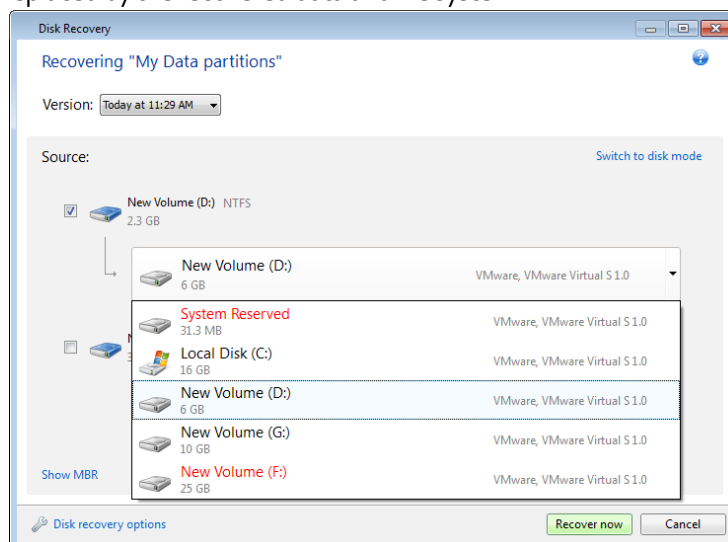 Disk Recovery
Recovering "My Data partitions"
Version: Today at 11:29 AM
Source:
Switch to disk mode
New Volume (D:) NTFS
2.3 GB
New Volume (D:)
6 GB
VMware, VMware Virtual S 1.0
System Reserved
31.3 MB
VMware, VMware Virtual S 1.0
Local Disk (C:)
16 GB
VMware, VMware Virtual S 1.0
New Volume (D:)
6 GB
VMware, VMware Virtual S 1.0
New Volume (G:)
10 GB
VMware, VMware Virtual S 1.0
New Volume (F:)
25 GB
VMware, VMware Virtual S 1.0
Show MBR
Disk recovery options
Recover now
Cancel